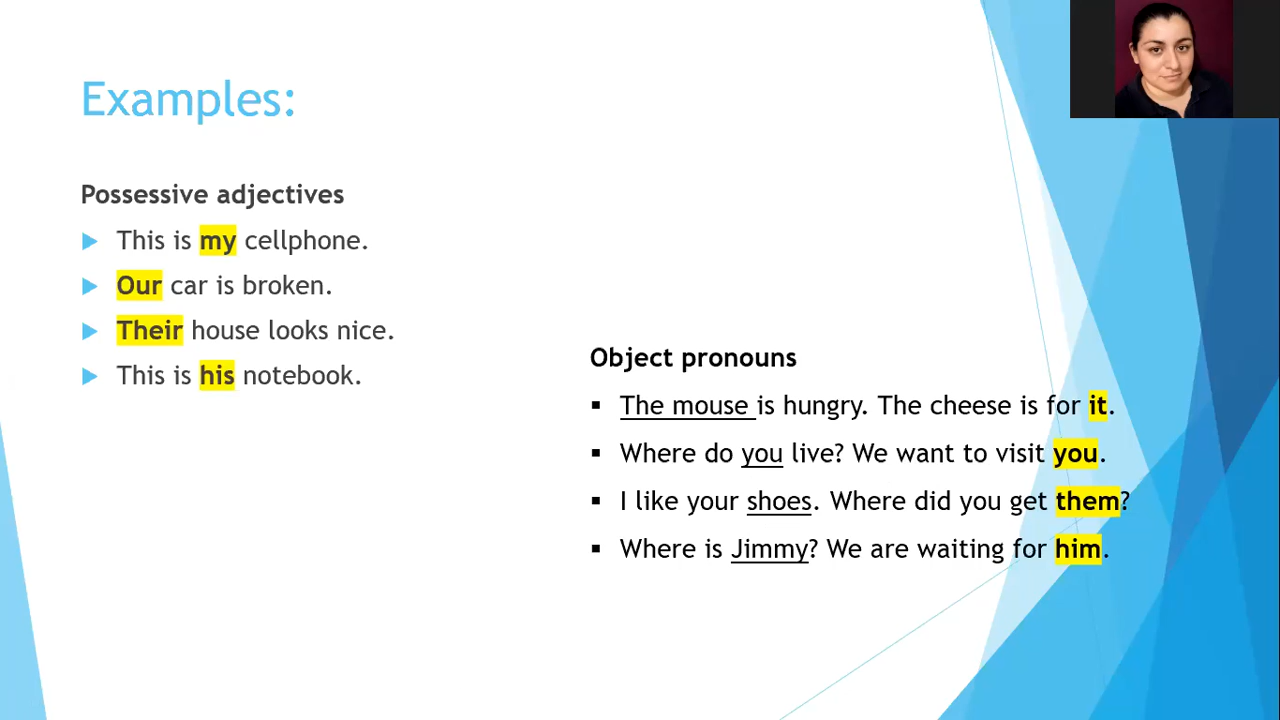 Examples:
Possessive adjectives
This is my cellphone.
Our car is broken.
Their house looks nice.
This is his notebook.
Object pronouns
The mouse is hungry. The cheese is for it.
Where do you live? We want to visit you.
I like your shoes. Where did you get them?
Where is Jimmy? We are waiting for him.